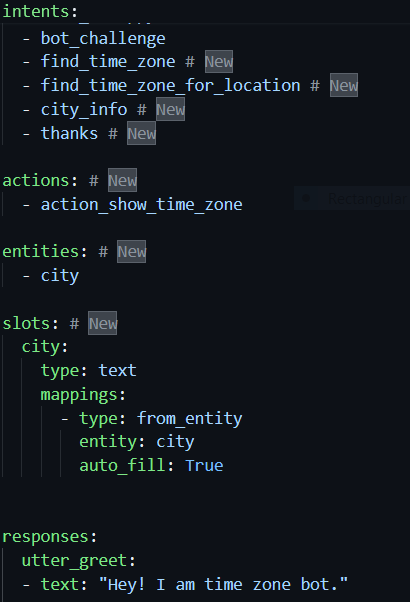 intents:
  - bot_challenge
  - find_time_zone # New
  - find_time_zone_for_location # New
  - city_info # New
  - thanks # New
actions: # New
  - action_show_time_zone
entities: # New
  - city
slots: # New
  city:
    type: text
    mappings:
      - type: from_entity
        entity: city
        auto_fill: True
responses:
  utter_greet:
  - text: "Hey! I am time zone bot."